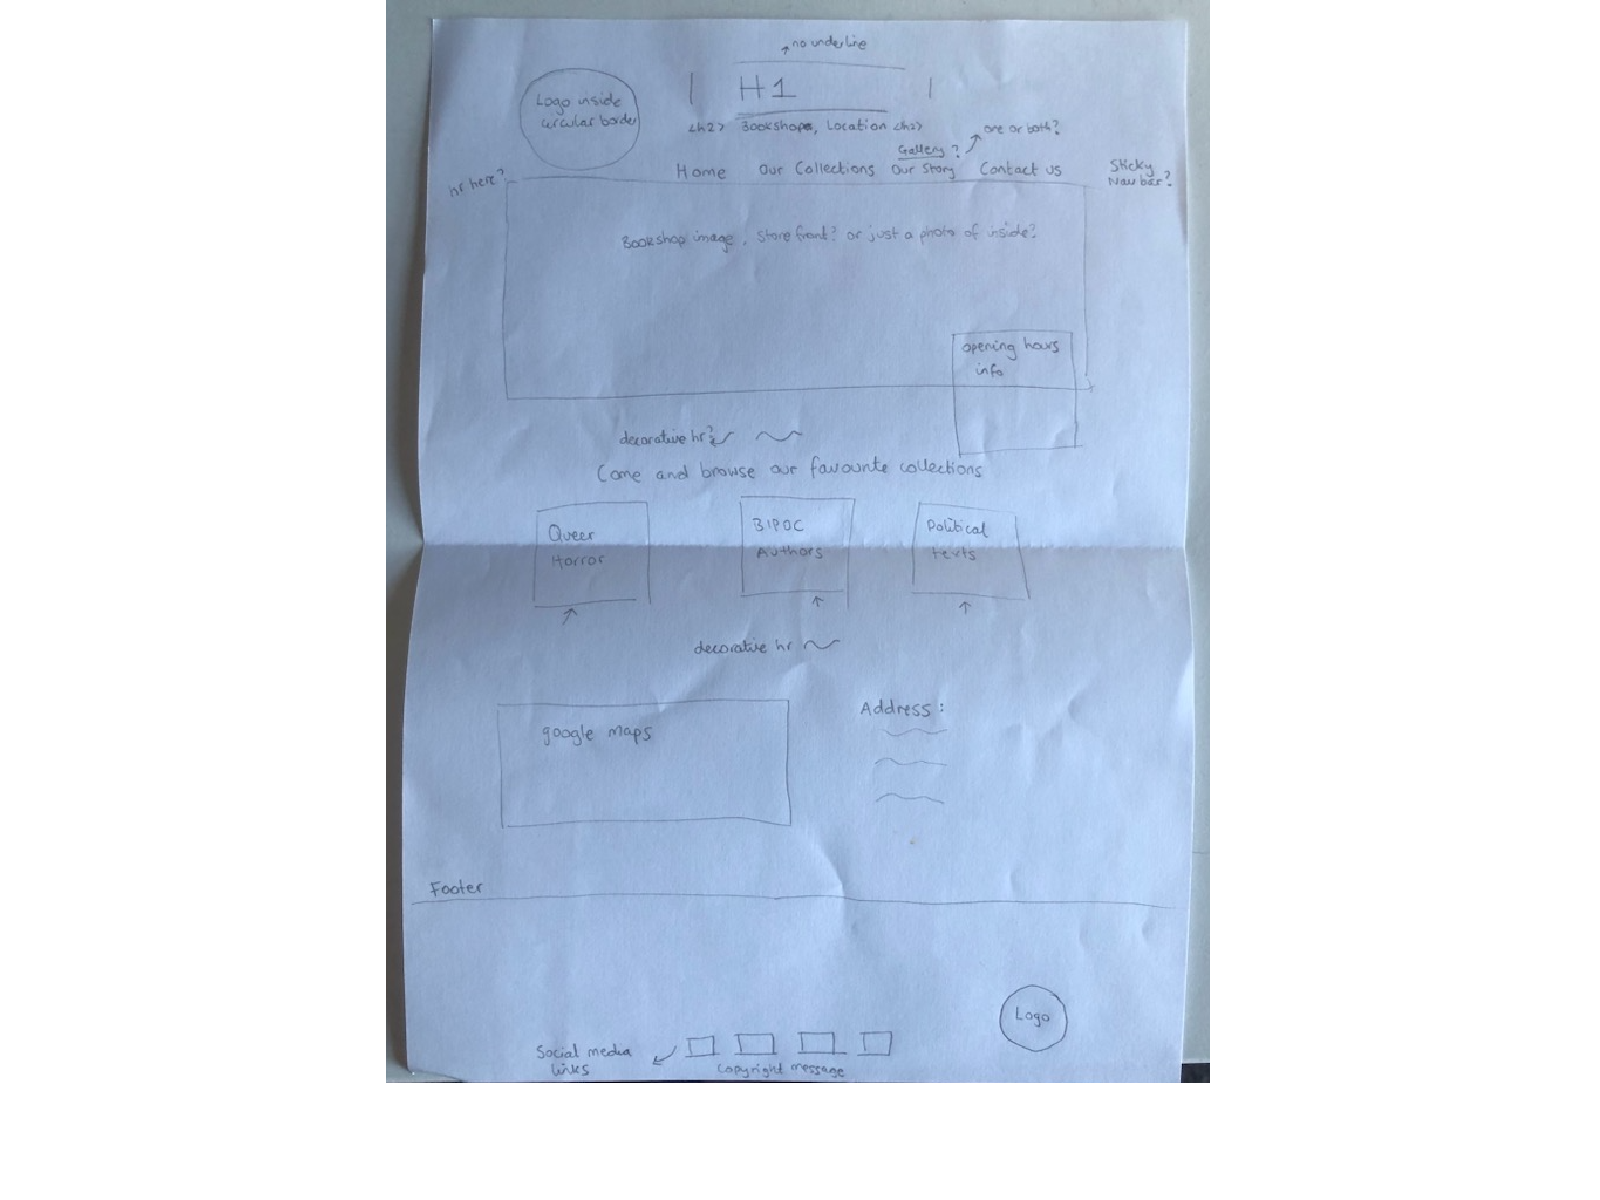 no underline
Logo inside
circular border
H1
<h2> Bookshop, Location <h2>
one or both?
Gallery?
Home Our Collections Our Story Contact us
Sticky
Nav bar?
hr here?
Bookshop image, Store front? or just a photo of inside?
opening hours
info
decorative hr?
Come and browse our favourite collections
Queer
Horror
BIPOC
Authors
Political
texts
decorative hr
google maps
Address :
Footer
Logo
Social media
links
Copyright message